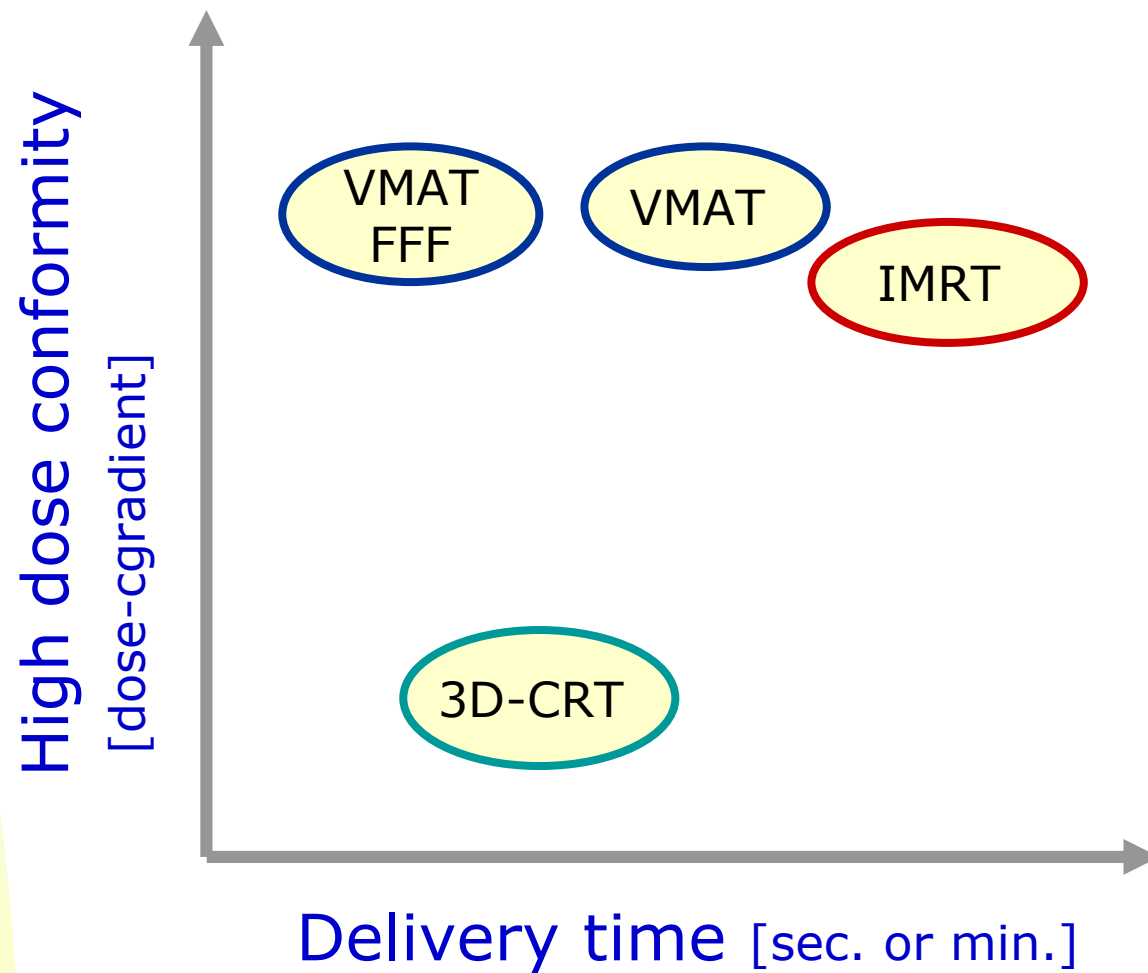 High dose conformity
[dose-cgradient]
VMAT
FFF
VMAT
IMRT
3D-CRT
Delivery time [sec. or min.]